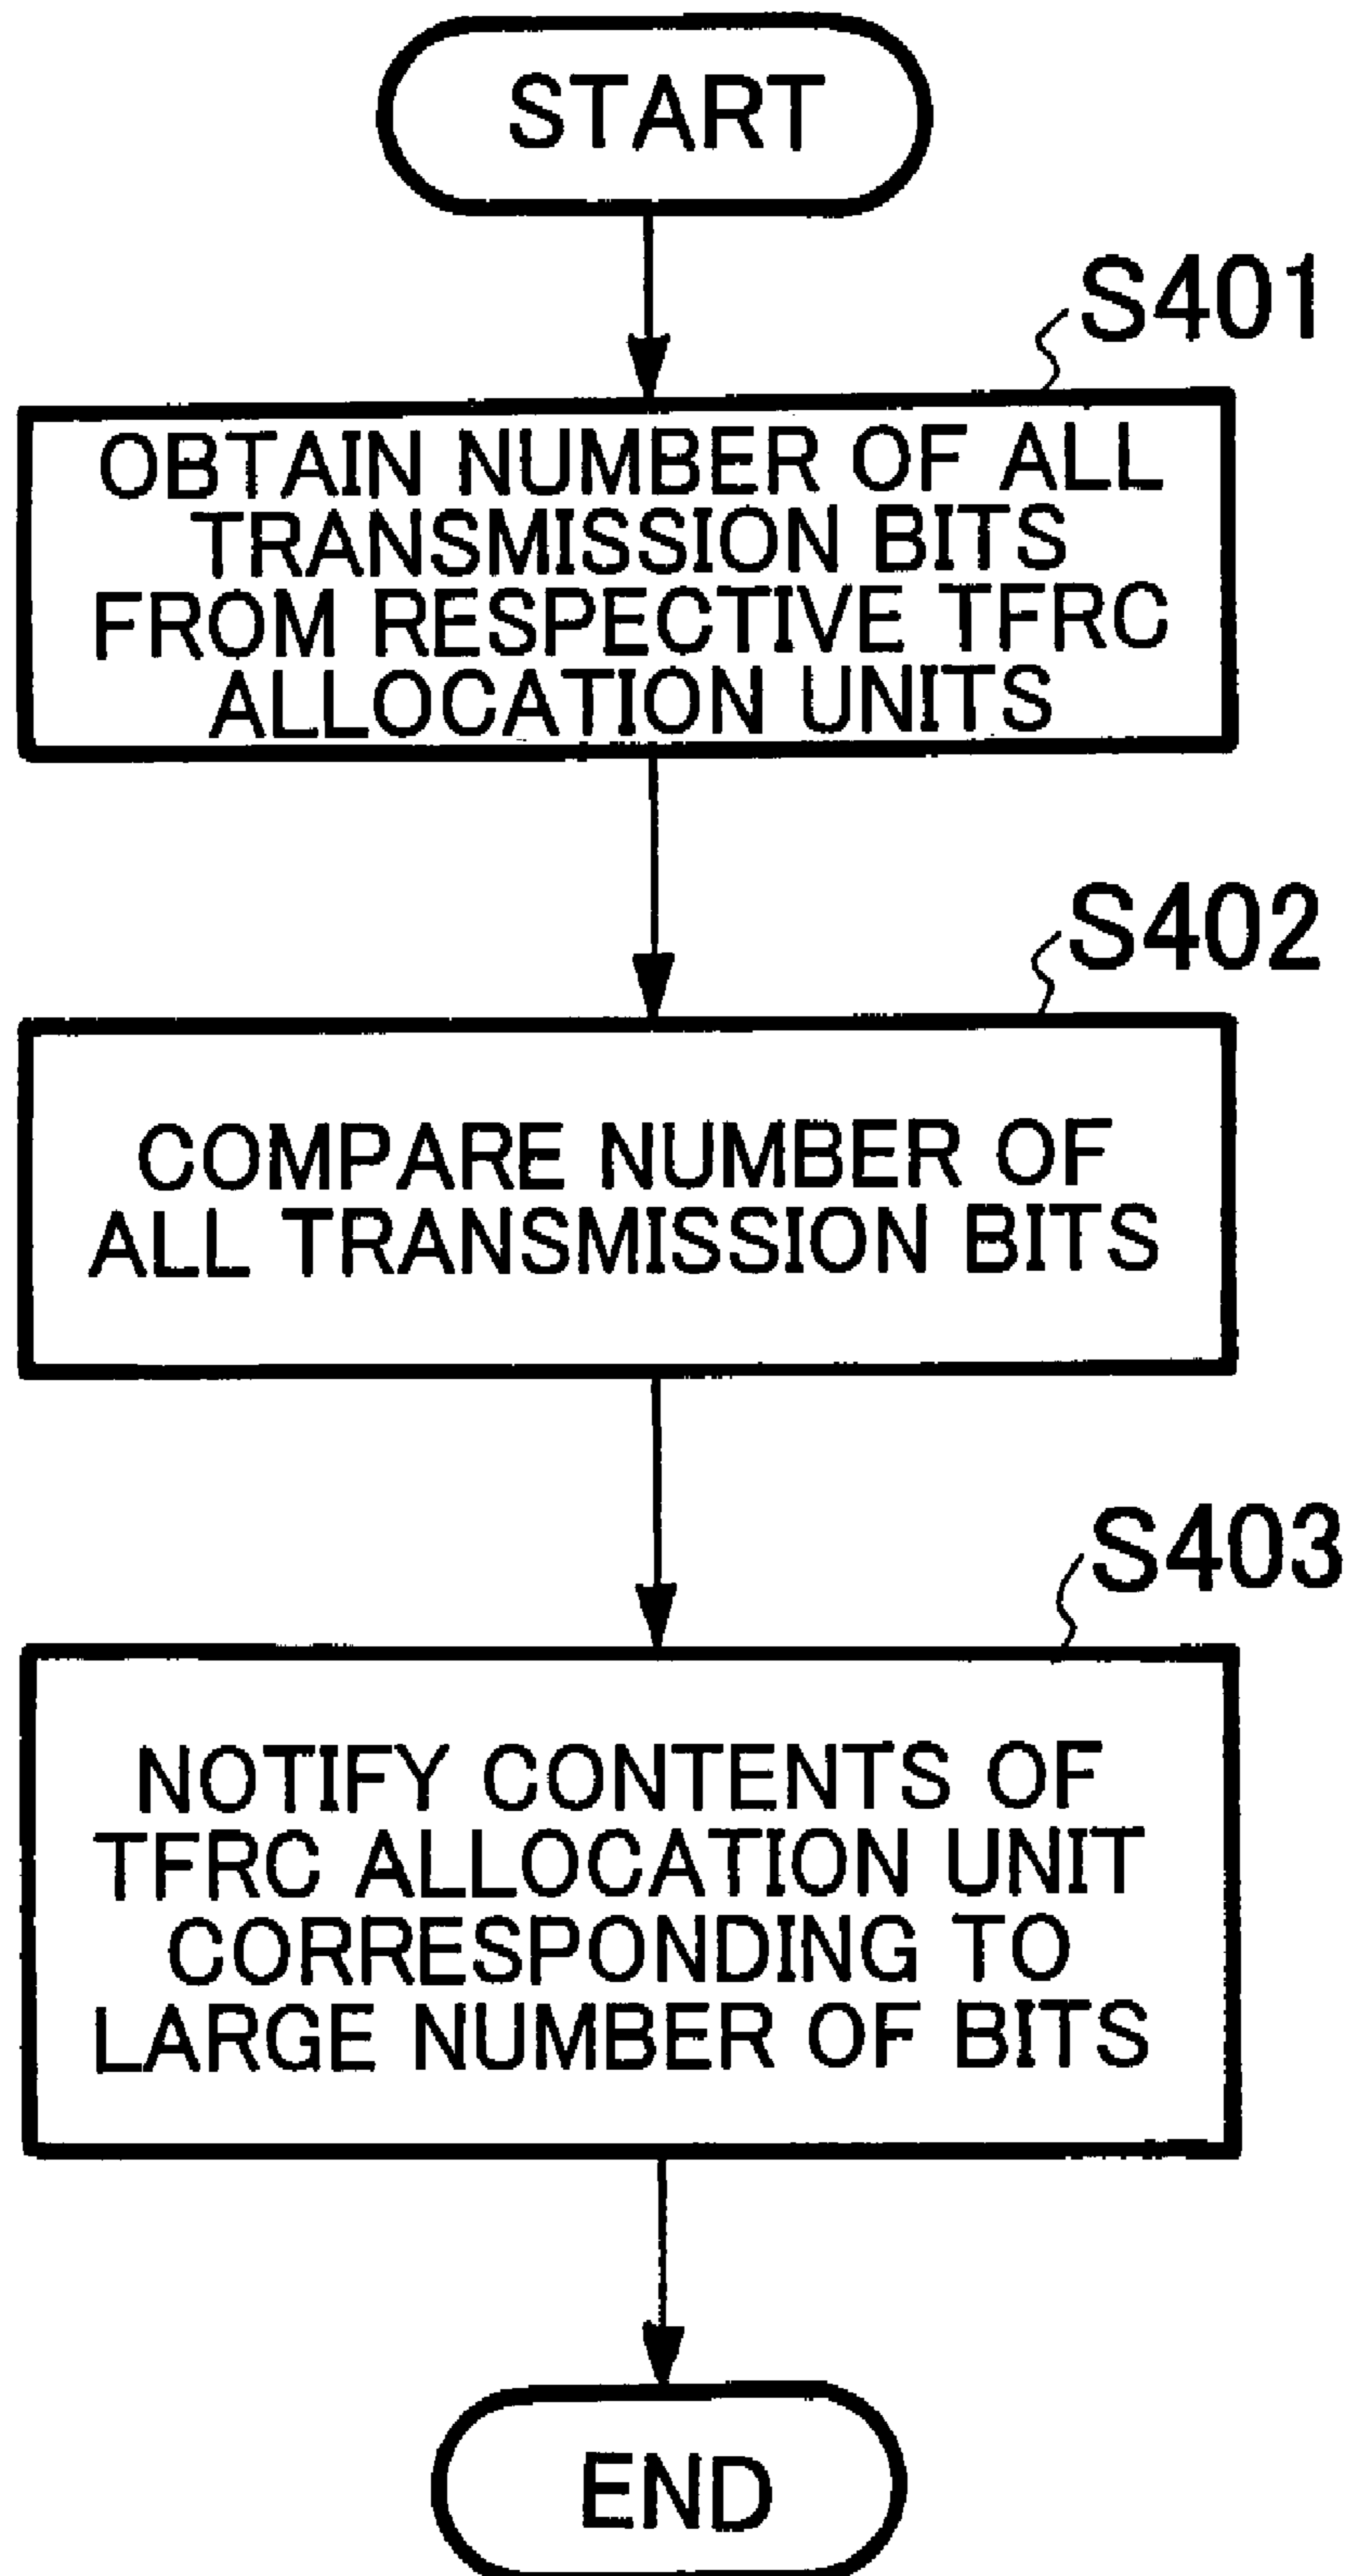 START
S401
OBTAIN NUMBER OF ALL
TRANSMISSION BITS
FROM RESPECTIVE TFRC
ALLOCATION UNITS
S402
COMPARE NUMBER OF
ALL TRANSMISSION BITS
S403
NOTIFY CONTENTS OF
TFRC ALLOCATION UNIT
CORRESPONDING TO
LARGE NUMBER OF BITS
END